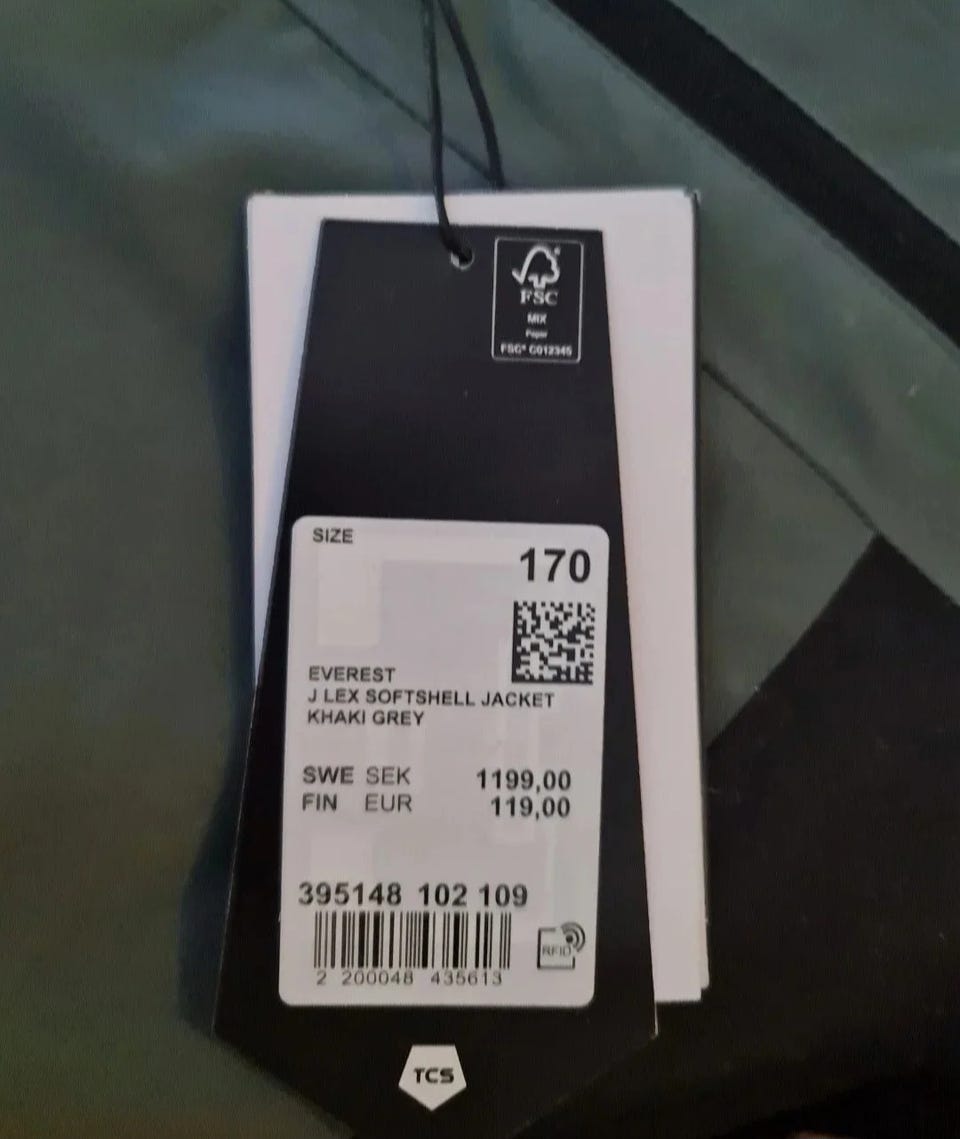 FSC
MIX
Paper
FSC® C012345
SIZE
170
EVEREST
J LEX SOFTSHELL JACKET
KHAKI GREY
SWE SEK 1199,00
FIN EUR 119,00
395148 102 109
RFID
2 200048 435613
TCS